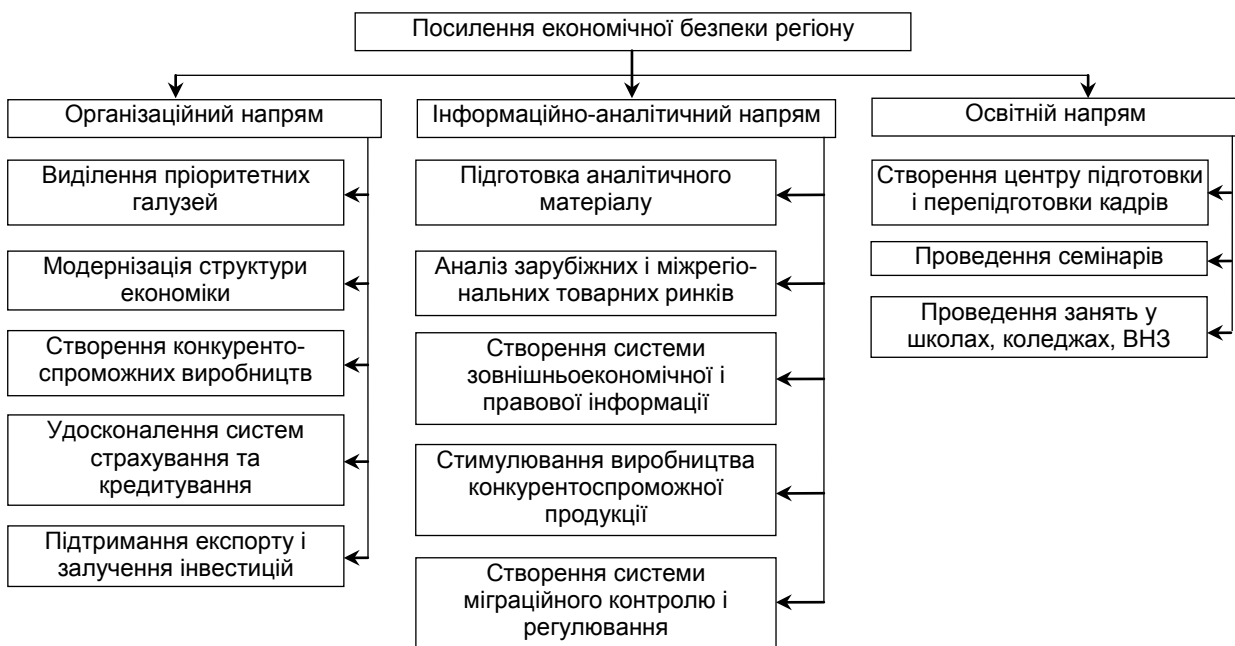 Посилення економічної безпеки регіону
Організаційний напрям
Виділення пріоритетних
галузей
Модернізація структури
економіки
Створення конкуренто-
спроможних виробництв
Удосконалення систем
страхування та
кредитування
Підтримання експорту і
залучення інвестицій
Інформаційно-аналітичний напрям
Підготовка аналітичного
матеріалу
Аналіз зарубіжних і міжрегіо-
нальних товарних ринків
Створення системи
зовнішньоекономічної і
правової інформації
Стимулювання виробництва
конкурентоспроможної
продукції
Створення системи
міграційного контролю і
регулювання
Освітній напрям
Створення центру підготовки
і перепідготовки кадрів
Проведення семінарів
Проведення занять у
школах, коледжах, ВНЗ